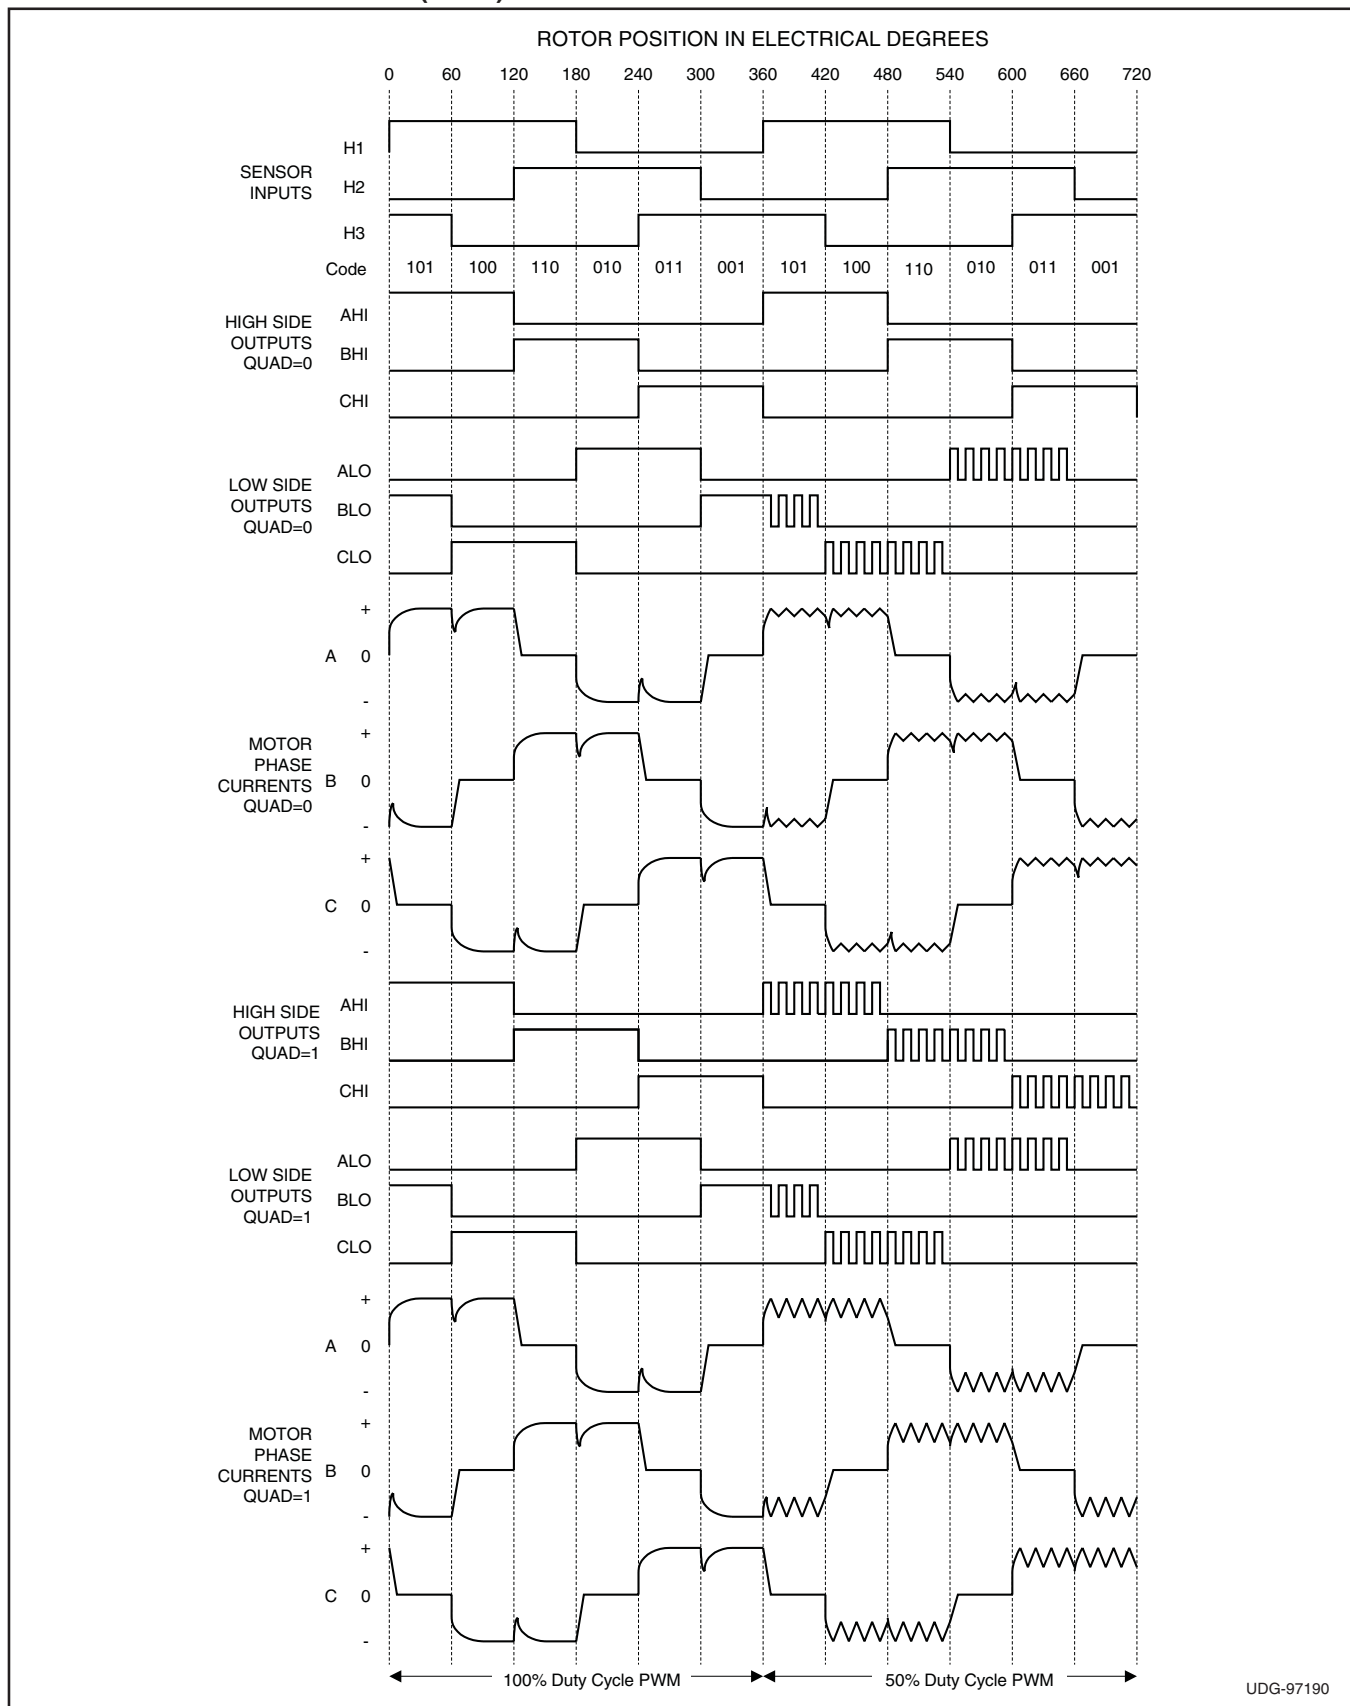 ROTOR POSITION IN ELECTRICAL DEGREES
0 60 120 180 240 300 360 420 480 540 600 660 720
H1
SENSOR
INPUTS
H2
H3
Code 101 100 110 010 011 001 101 100 110 010 011 001
HIGH SIDE
OUTPUTS
QUAD=0
AHI
BHI
CHI
LOW SIDE
OUTPUTS
QUAD=0
ALO
BLO
CLO
MOTOR
PHASE
CURRENTS
QUAD=0
+
A 0
-
+
B 0
-
+
C 0
-
HIGH SIDE
OUTPUTS
QUAD=1
AHI
BHI
CHI
LOW SIDE
OUTPUTS
QUAD=1
ALO
BLO
CLO
MOTOR
PHASE
CURRENTS
QUAD=1
+
A 0
-
+
B 0
-
+
C 0
-
100% Duty Cycle PWM 50% Duty Cycle PWM
UDG-97190